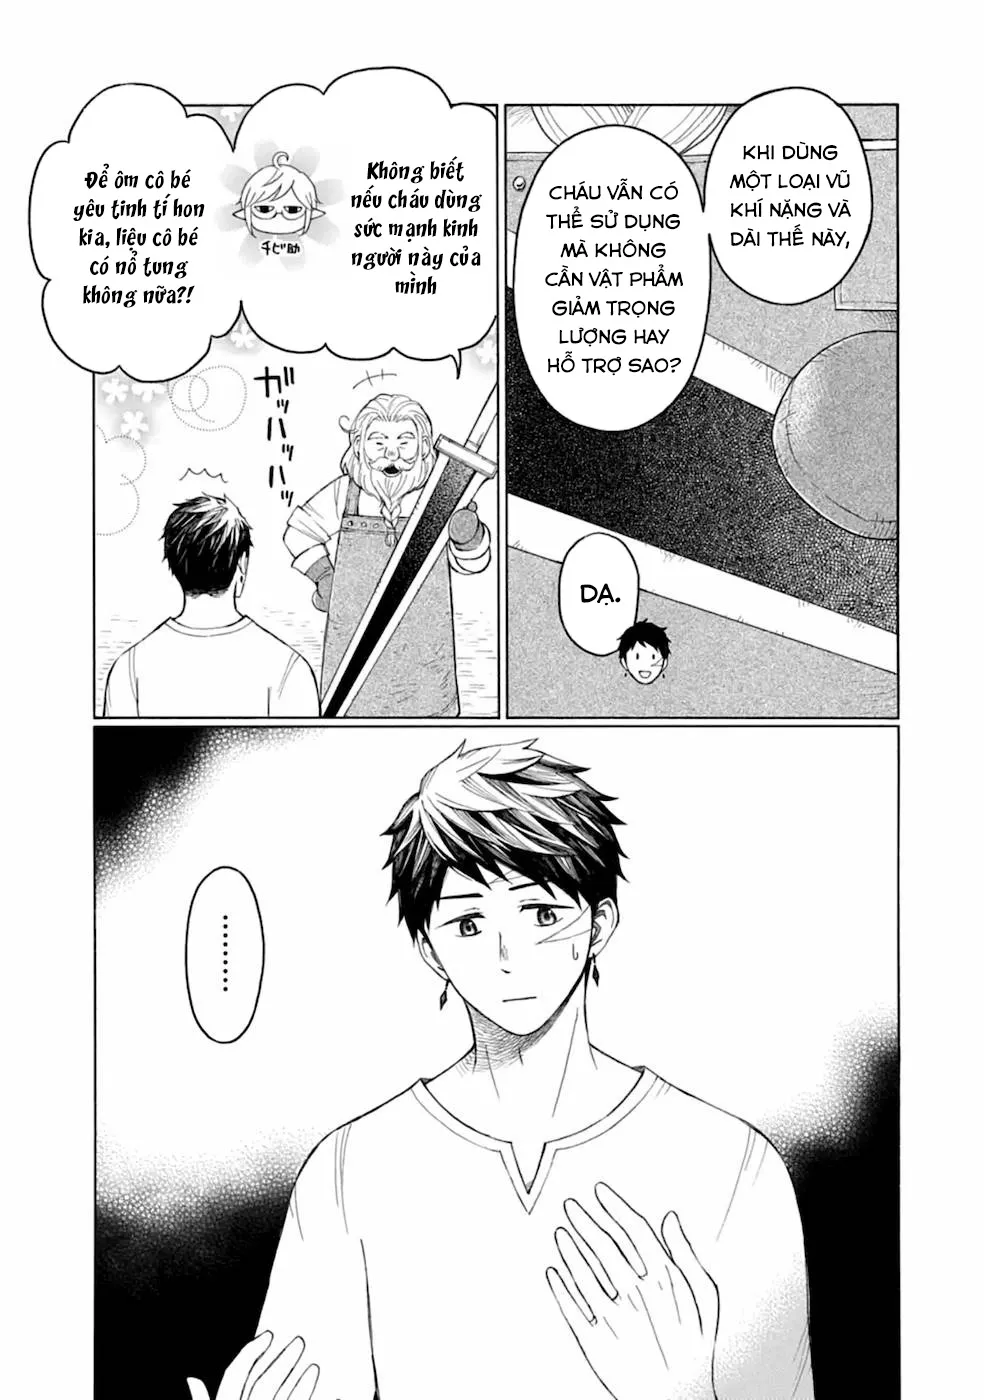 KHI DÙNG
MỘT LOẠI VŨ
KHÍ NẶNG VÀ
DÀI THẾ NÀY,
CHÁU VẪN CÓ
THỂ SỬ DỤNG
MÀ KHÔNG
CẦN VẬT PHẨM
GIẢM TRỌNG
LƯỢNG HAY
HỖ TRỢ SAO?
DẠ.
Không biết
nếu cháu dùng
sức mạnh kinh
người này của
mình
チビ助
Để ôm cô bé
yêu tinh tí hon
kia, liệu cô bé
có nổ tung
không nữa?!
ガッハッハッハッ
………